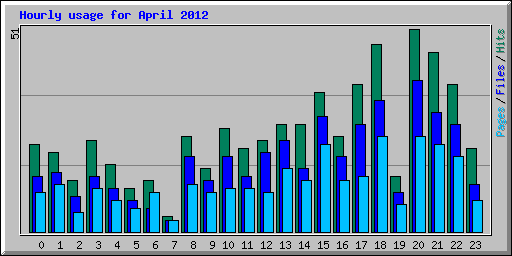 Hourly usage for April 2012
51
Pages / Files / Hits
0 1 2 3 4 5 6 7 8 9 10 11 12 13 14 15 16 17 18 19 20 21 22 23